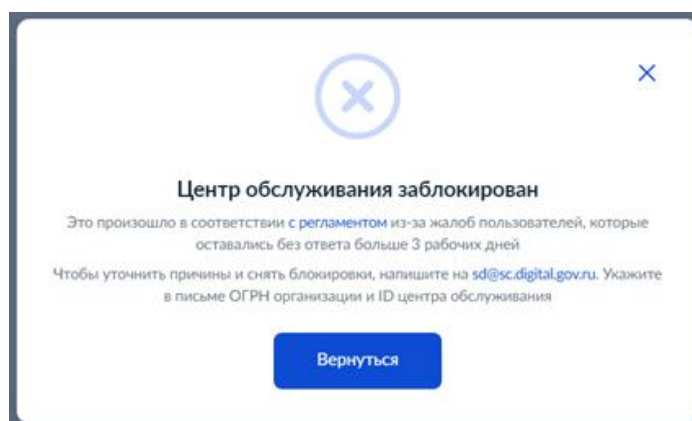 Центр обслуживания заблокирован
Это произошло в соответствии с регламентом из-за жалоб пользователей, которые
оставались без ответа больше 3 рабочих дней
Чтобы уточнить причины и снять блокировки, напишите на sd@sc.digital.gov.ru. Укажите
в письме ОГРН организации и ID центра обслуживания
Вернуться